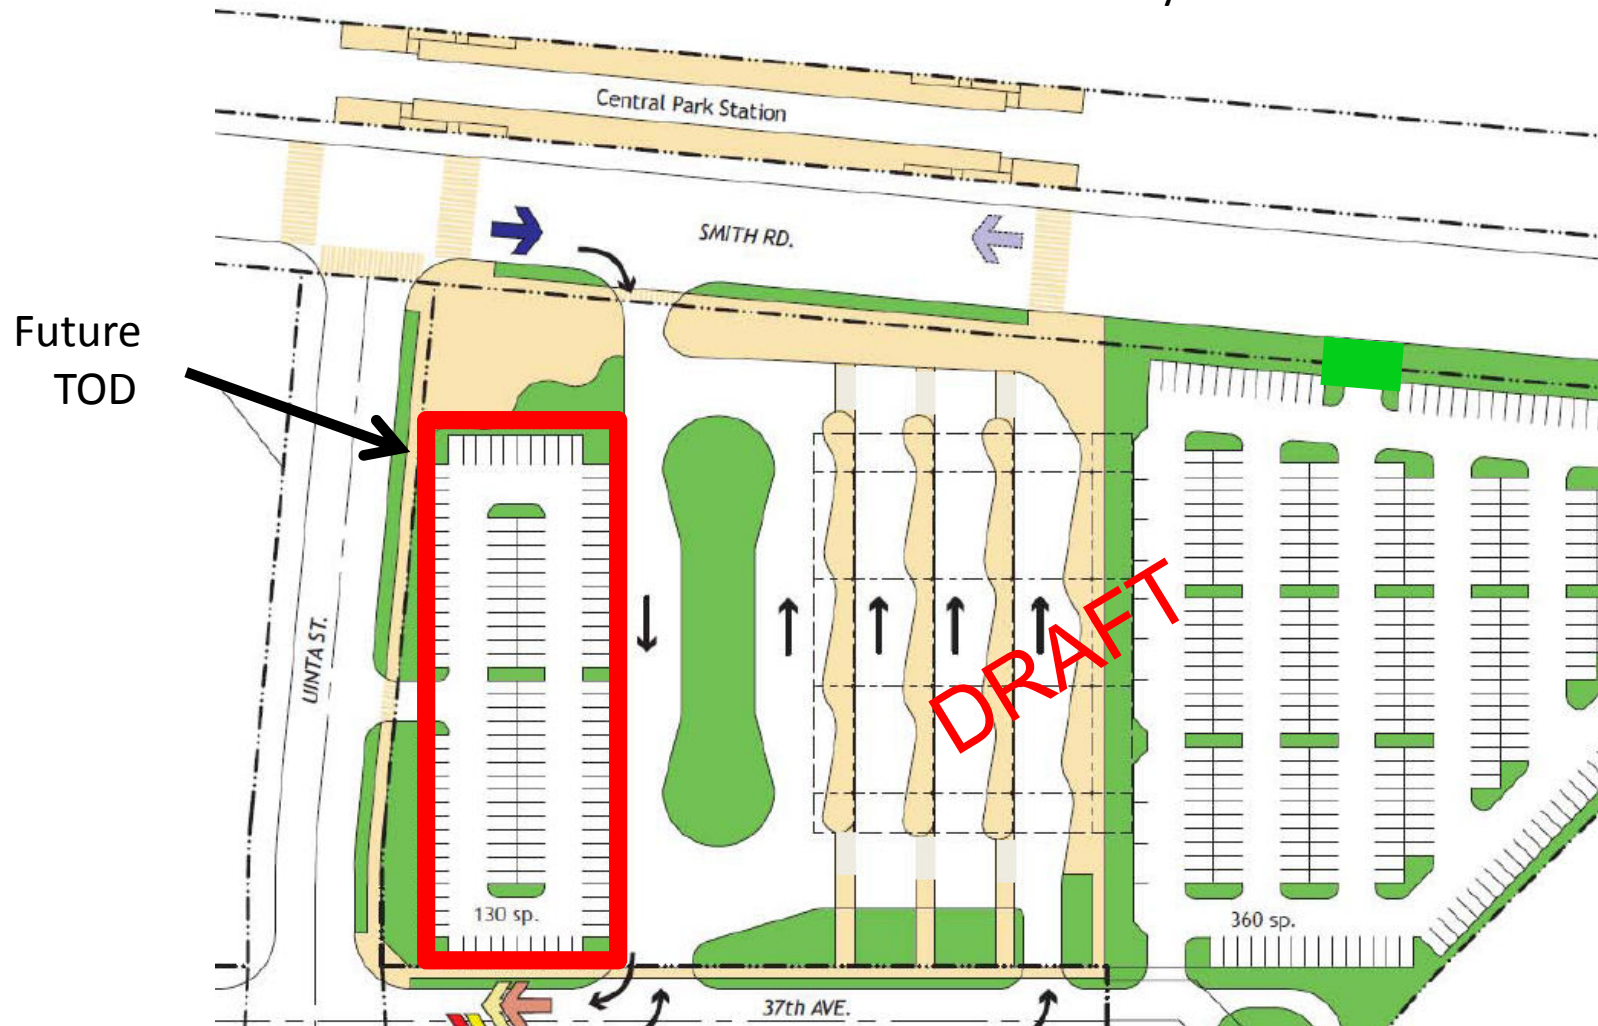 Central Park Station
SMITH RD.
Future
TOD
UINTA ST.
DRAFT
130 sp.
360 sp.
37th AVE.